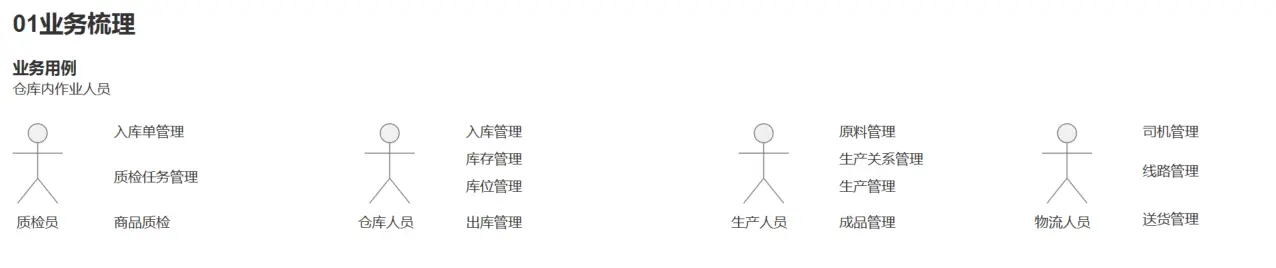 01业务梳理
业务用例
仓库内作业人员
入库单管理
质检任务管理
质检员
商品质检
入库管理
库存管理
库位管理
仓库人员
出库管理
原料管理
生产关系管理
生产管理
生产人员
成品管理
司机管理
线路管理
物流人员
送货管理